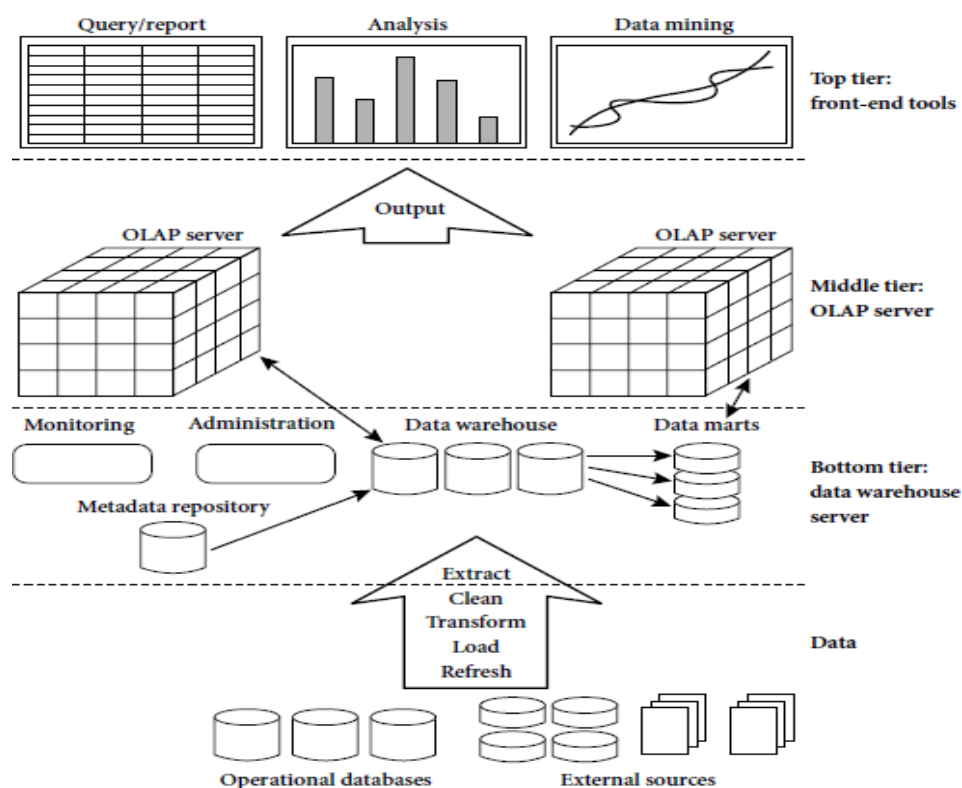 Query/report
Analysis
Data mining
Top tier:
front-end tools
Output
OLAP server
OLAP server
Middle tier:
OLAP server
Monitoring
Administration
Data warehouse
Data marts
Bottom tier:
data warehouse
server
Metadata repository
Extract
Clean
Transform
Load
Refresh
Data
Operational databases
External sources